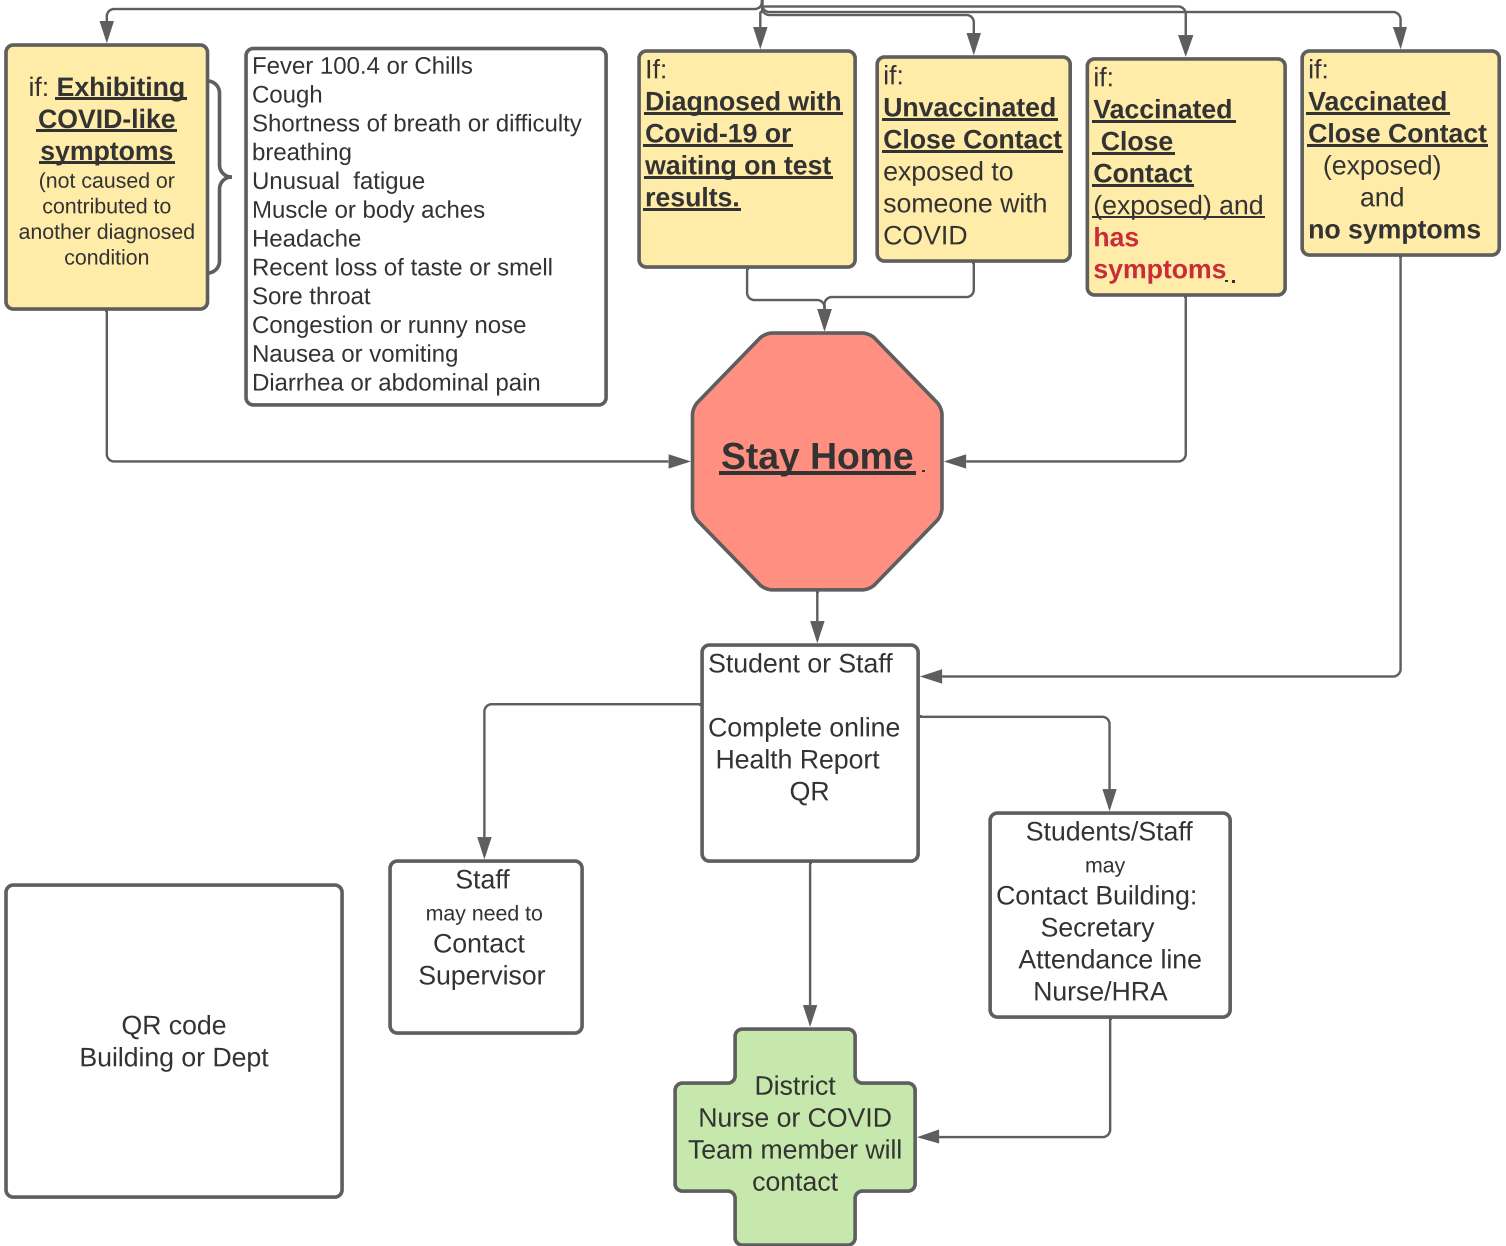 if: Exhibiting
COVID-like
symptoms
(not caused or
contributed to
another diagnosed
condition
Fever 100.4 or Chills
Cough
Shortness of breath or difficulty
breathing
Unusual fatigue
Muscle or body aches
Headache
Recent loss of taste or smell
Sore throat
Congestion or runny nose
Nausea or vomiting
Diarrhea or abdominal pain
If:
Diagnosed with
Covid-19 or
waiting on test
results.
if:
Unvaccinated
Close Contact
exposed to
someone with
COVID
if:
Vaccinated
Close
Contact
(exposed) and
has
symptoms .
if:
Vaccinated
Close Contact
(exposed)
and
no symptoms
Stay Home
Student or Staff
Complete online
Health Report
QR
Staff
may need to
Contact
Supervisor
Students/Staff
may
Contact Building:
Secretary
Attendance line
Nurse/HRA
QR code
Building or Dept
District
Nurse or COVID
Team member will
contact